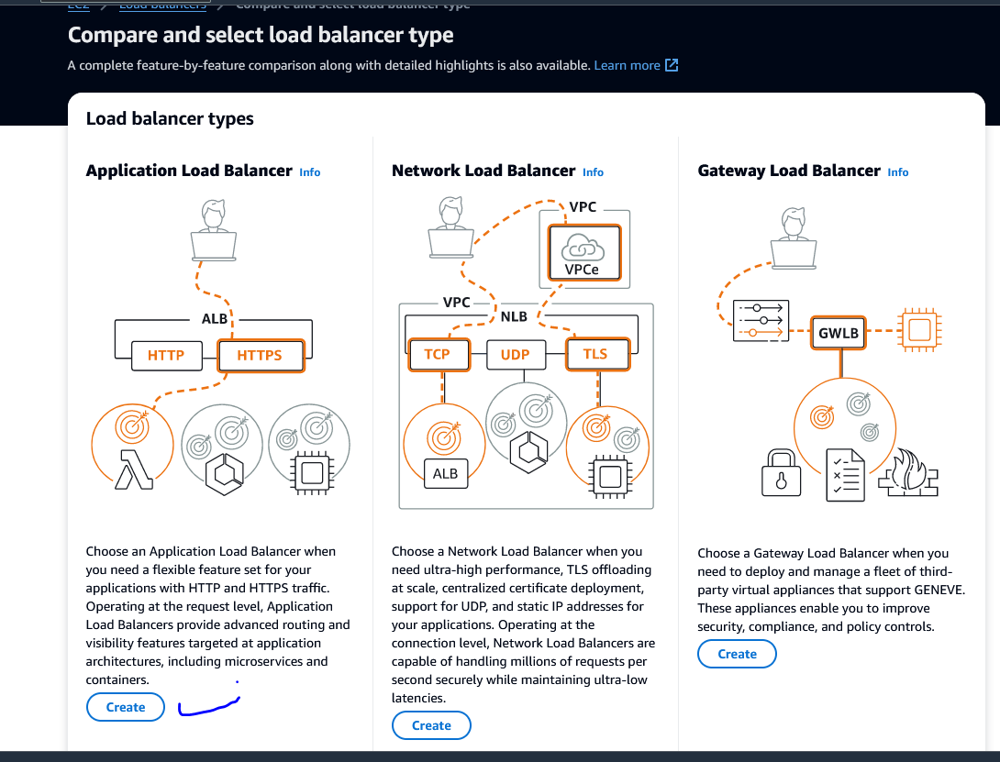 EC2 > Load balancers > Compare and select load balancer type
Compare and select load balancer type
A complete feature-by-feature comparison along with detailed highlights is also available. Learn more
Load balancer types
Application Load Balancer Info
ALB
HTTP
HTTPS
Choose an Application Load Balancer when
you need a flexible feature set for your
applications with HTTP and HTTPS traffic.
Operating at the request level, Application
Load Balancers provide advanced routing and
visibility features targeted at application
architectures, including microservices and
containers.
Create
Network Load Balancer Info
VPC
VPCe
VPC
NLB
TCP
UDP
TLS
ALB
Choose a Network Load Balancer when you
need ultra-high performance, TLS offloading
at scale, centralized certificate deployment,
support for UDP, and static IP addresses for
your applications. Operating at the
connection level, Network Load Balancers are
capable of handling millions of requests per
second securely while maintaining ultra-low
latencies.
Create
Gateway Load Balancer Info
GWLB
Choose a Gateway Load Balancer when you
need to deploy and manage a fleet of third-
party virtual appliances that support GENEVE.
These appliances enable you to improve
security, compliance, and policy controls.
Create